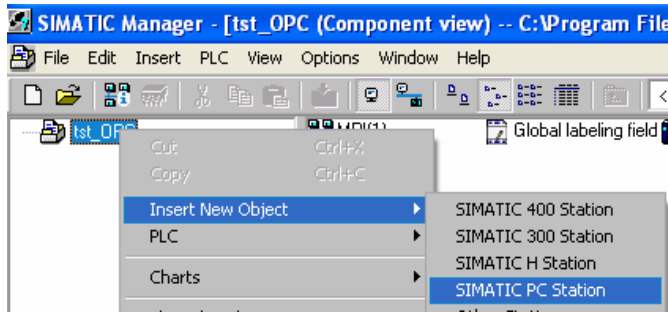 SIMATIC Manager - [tst_OPC (Component view) -- C:\Program File
File Edit Insert PLC View Options Window Help
tst_OPC MPI(1) Global labeling field
Cut Ctrl+X
Copy Ctrl+C
Insert New Object SIMATIC 400 Station
PLC SIMATIC 300 Station
SIMATIC H Station
Charts SIMATIC PC Station